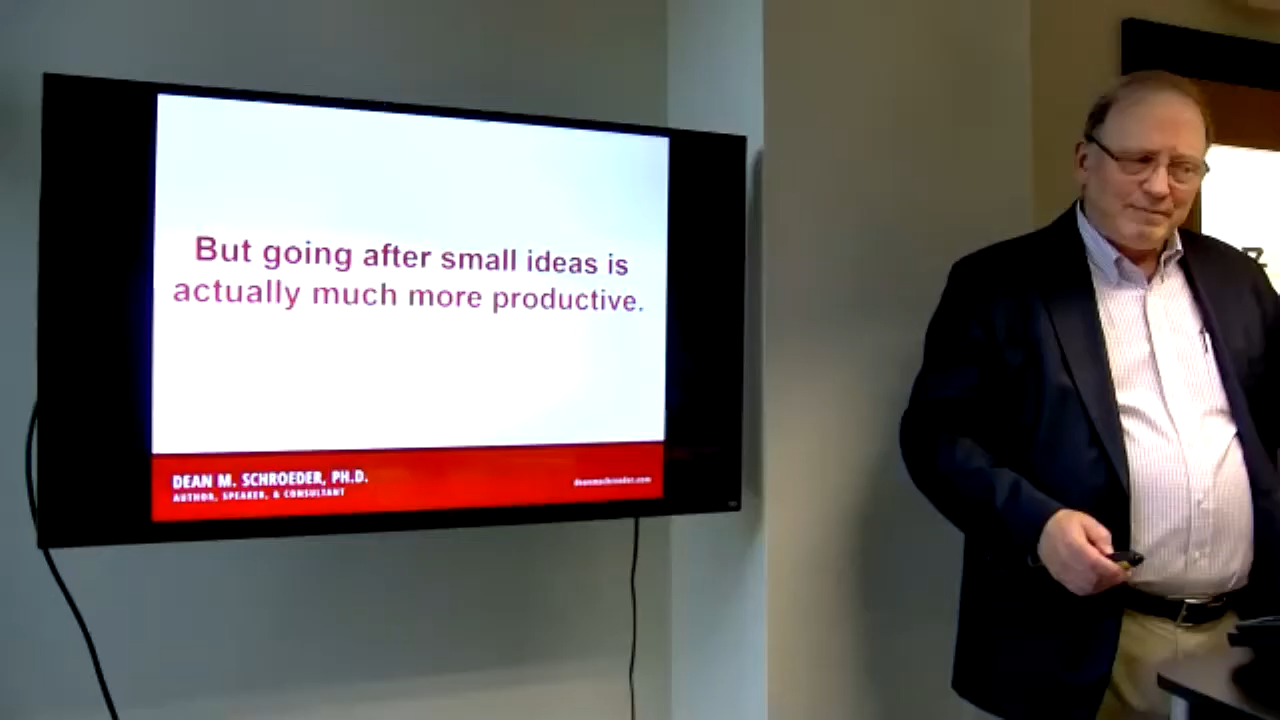 But going after small ideas is
actually much more productive.
DEAN M. SCHROEDER, PH.D.
AUTHOR, SPEAKER, & CONSULTANT
deanmschroeder.com